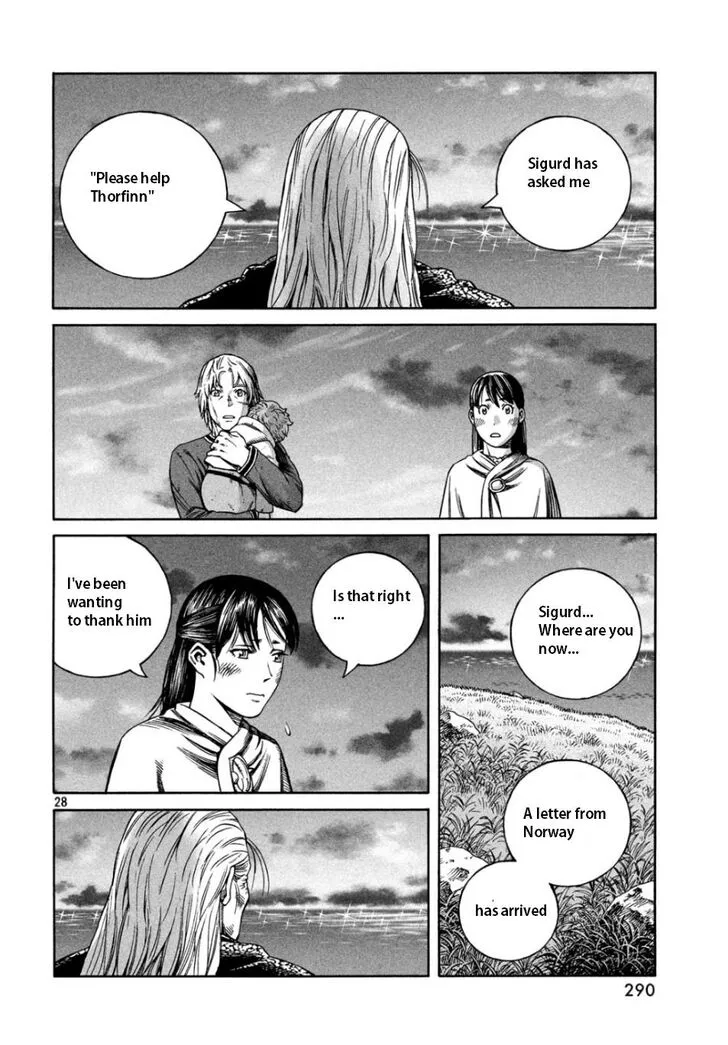 Sigurd has
asked me
"Please help
Thorfinn"
Sigurd...
Where are you
now...
A letter from
Norway
has arrived
Is that right
...
I've been
wanting
to thank him
28
290